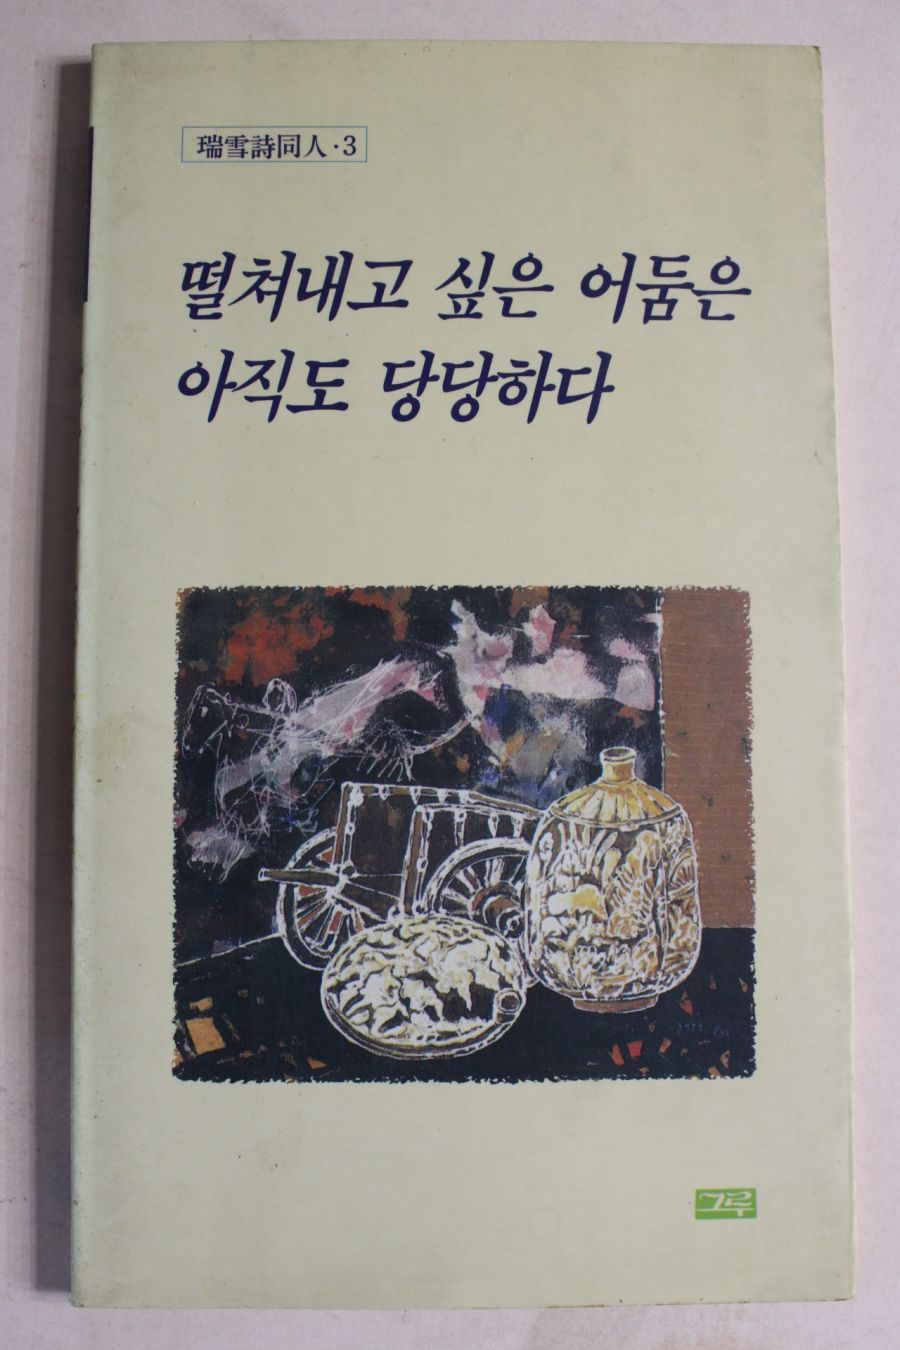 瑞雪詩同人·3
떨쳐내고 싶은 어둠은
아직도 당당하다
그루